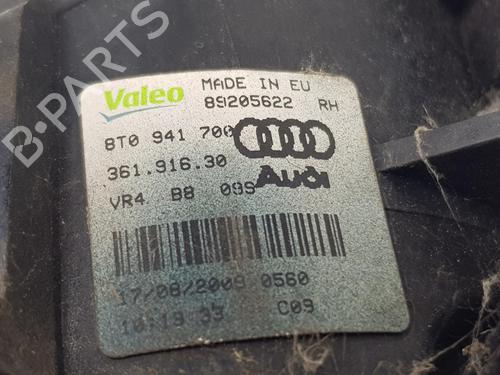 B-PARTS
Valeo
MADE IN EU
89205622 RH
8T0 941 700
361.916.30
Audi
VR4 B8 09S
17/08/2009 0560
10:19 33 C09